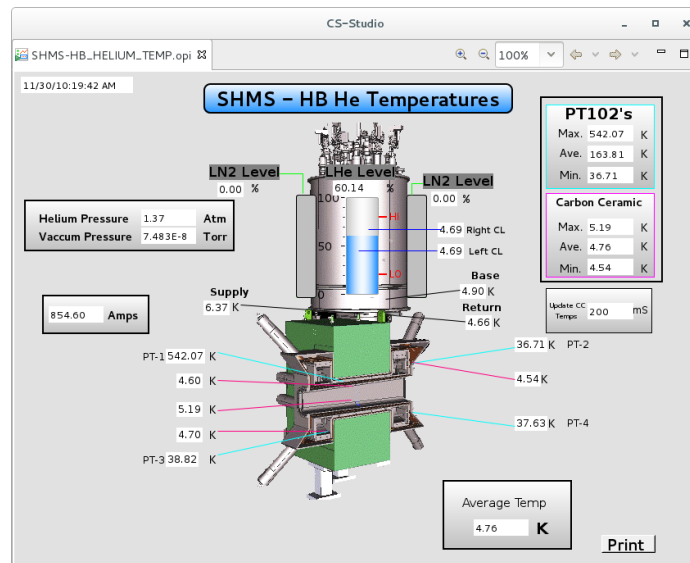 CS-Studio
SHMS-HB_HELIUM_TEMP.opi
100%
11/30/10:19:42 AM
SHMS - HB He Temperatures
PT102's
Max. 542.07 K
Ave. 163.81 K
Min. 36.71 K
LN2 Level
0.00 %
LHe Level
60.14 %
LN2 Level
0.00 %
100
HI
50
LO
0
Carbon Ceramic
Max. 5.19 K
Ave. 4.76 K
Min. 4.54 K
Helium Pressure 1.37 Atm
Vaccum Pressure 7.483E-8 Torr
4.69 Right CL
4.69 Left CL
Base
4.90 K
Supply
6.37 K
Return
4.66 K
Update CC Temps 200 mS
854.60 Amps
PT-1 542.07 K
36.71 K PT-2
4.60 K
4.54 K
5.19 K
4.70 K
37.63 K PT-4
PT-3 38.82 K
Average Temp
4.76 K
Print